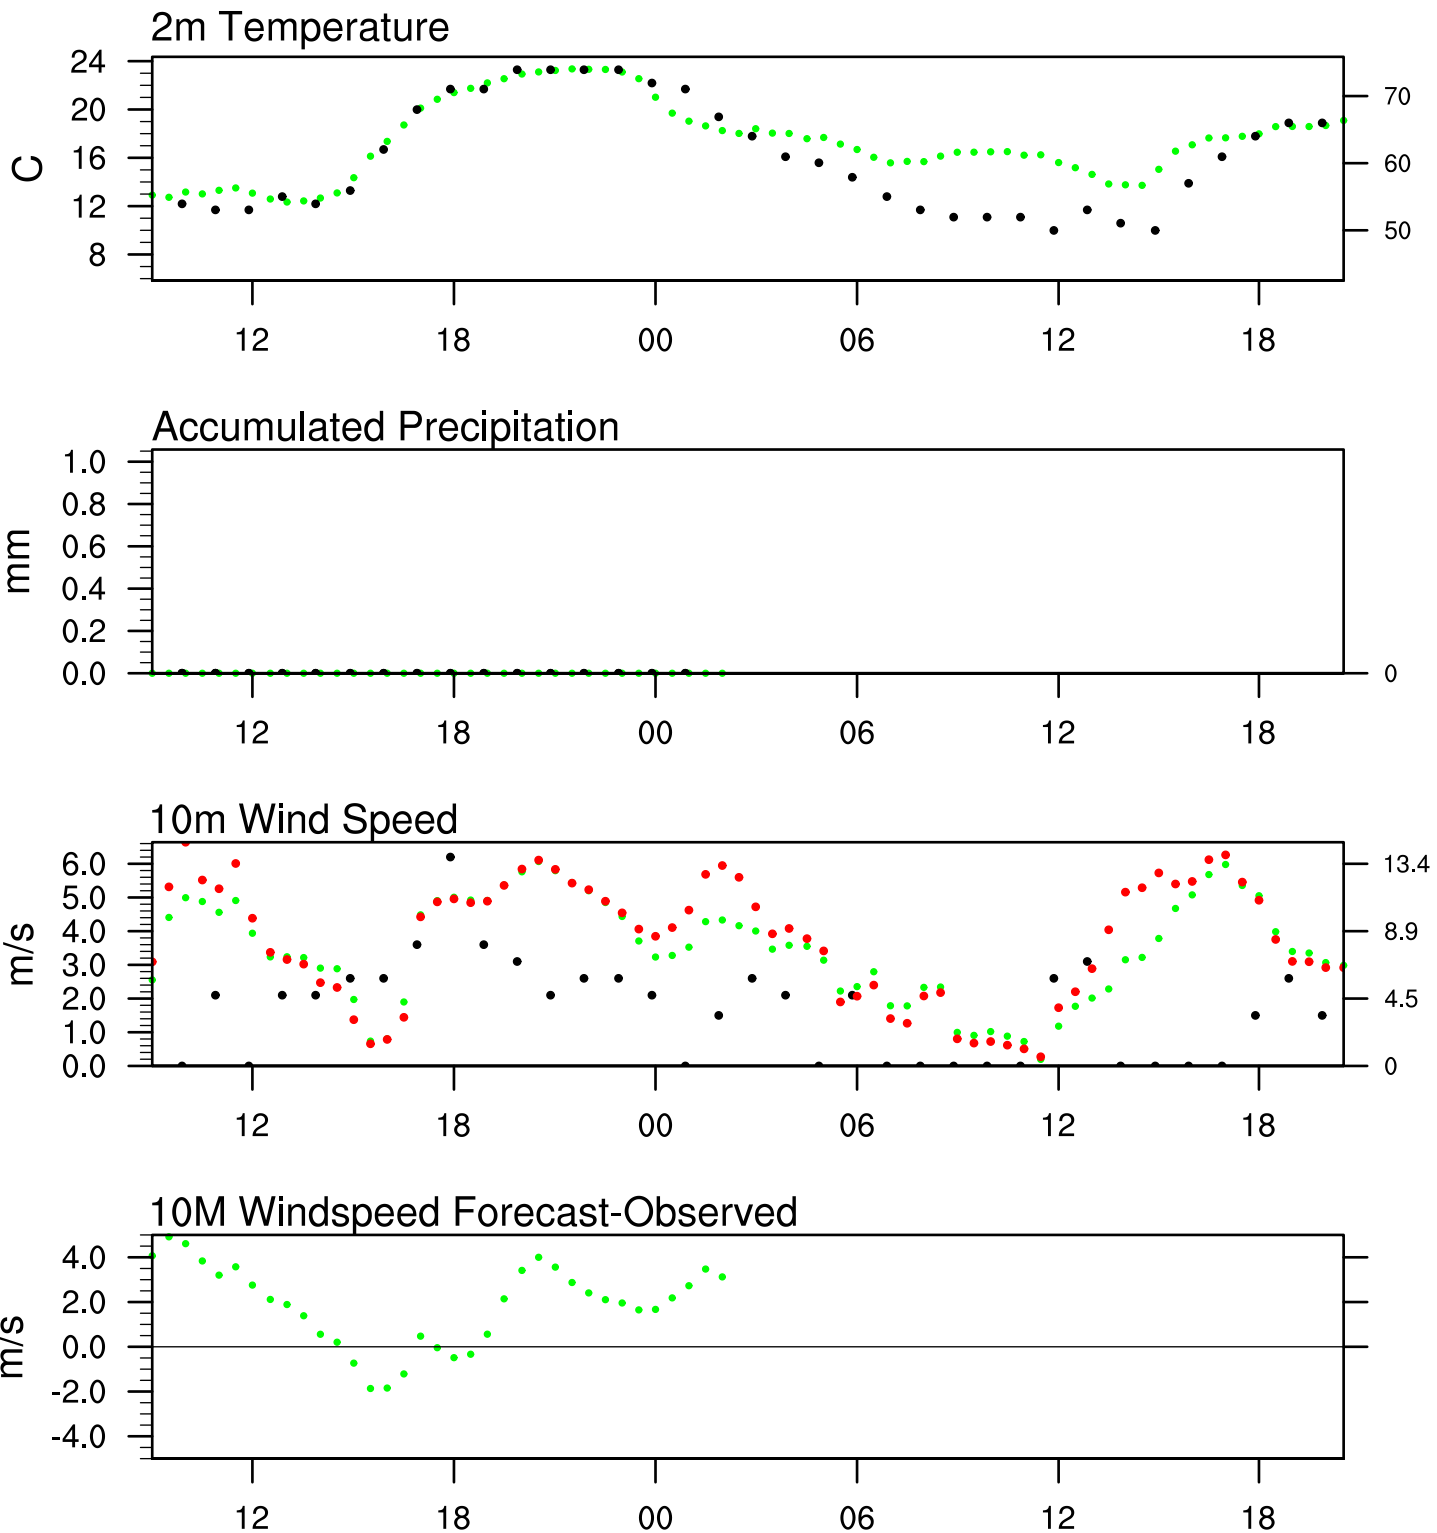 2m Temperature
24
20
16
12
8
C
70
60
50
12 18 00 06 12 18
Accumulated Precipitation
1.0
0.8
0.6
0.4
0.2
0.0
mm
0
12 18 00 06 12 18
10m Wind Speed
6.0
5.0
4.0
3.0
2.0
1.0
0.0
m/s
13.4
8.9
4.5
0
12 18 00 06 12 18
10M Windspeed Forecast-Observed
4.0
2.0
0.0
-2.0
-4.0
m/s
12 18 00 06 12 18